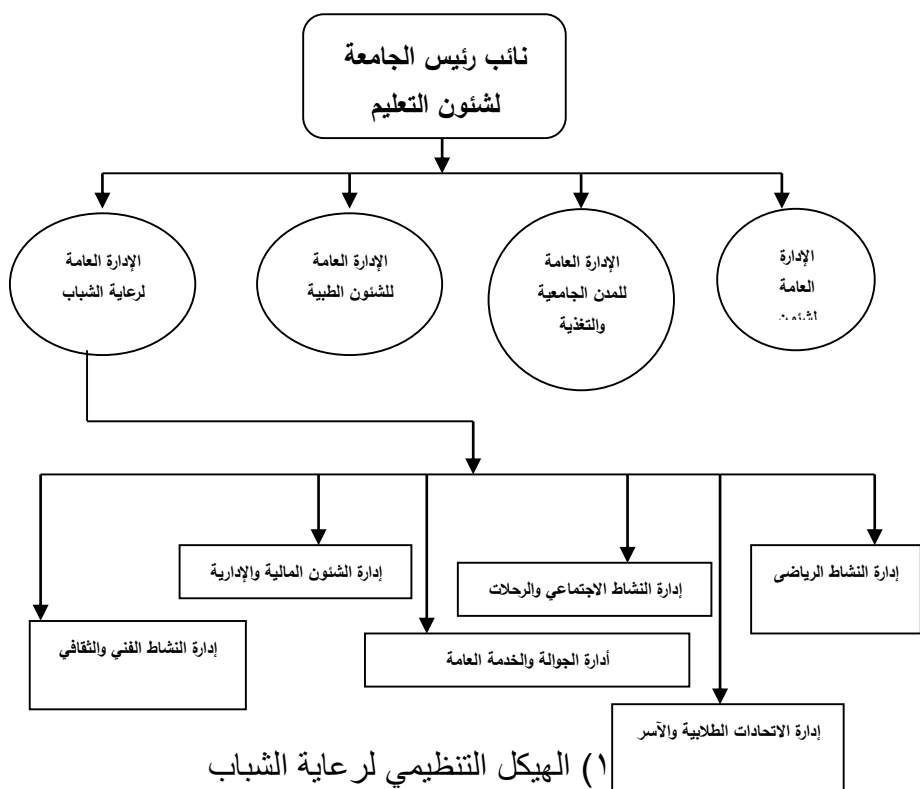 نائب رئيس الجامعة
لشئون التعليم
الإدارة
العامة
لشئون
الإدارة العامة
للمدن الجامعية
والتغذية
الإدارة العامة
للشئون الطبية
الإدارة العامة
لرعاية الشباب
إدارة النشاط الرياضى
إدارة الشئون المالية والإدارية
إدارة النشاط الاجتماعي والرحلات
إدارة النشاط الفني والثقافي
أدارة الجوالة والخدمة العامة
إدارة الاتحادات الطلابية والآسر
١) الهيكل التنظيمي لرعاية الشباب